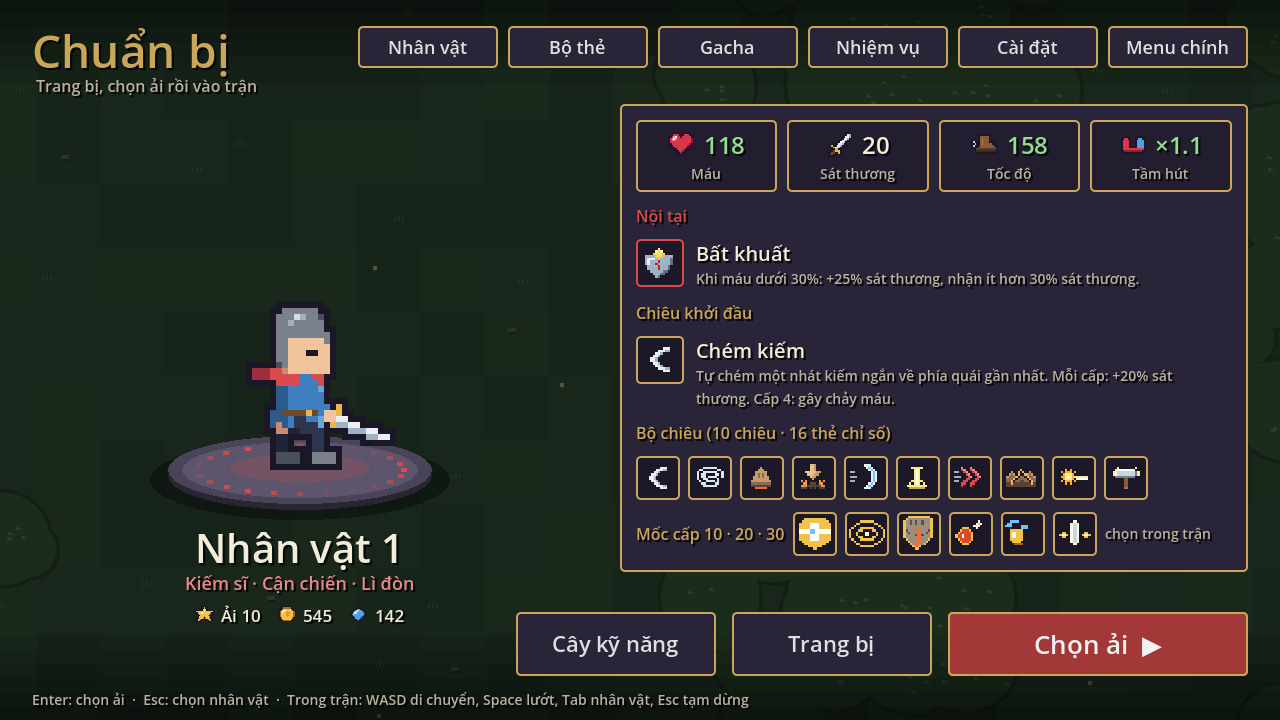 Chuẩn bị
Trang bị, chọn ải rồi vào trận
Nhân vật
Bộ thẻ
Gacha
Nhiệm vụ
Cài đặt
Menu chính
118
Máu
20
Sát thương
158
Tốc độ
×1.1
Tầm hút
Nội tại
Bất khuất
Khi máu dưới 30%: +25% sát thương, nhận ít hơn 30% sát thương.
Chiêu khởi đầu
Chém kiếm
Tự chém một nhát kiếm ngắn về phía quái gần nhất. Mỗi cấp: +20% sát
thương. Cấp 4: gây chảy máu.
Bộ chiêu (10 chiêu · 16 thẻ chỉ số)
Mốc cấp 10 · 20 · 30
chọn trong trận
Nhân vật 1
Kiếm sĩ · Cận chiến · Lì đòn
Ải 10 545 142
Cây kỹ năng
Trang bị
Chọn ải ▶
Enter: chọn ải · Esc: chọn nhân vật · Trong trận: WASD di chuyển, Space lướt, Tab nhân vật, Esc tạm dừng